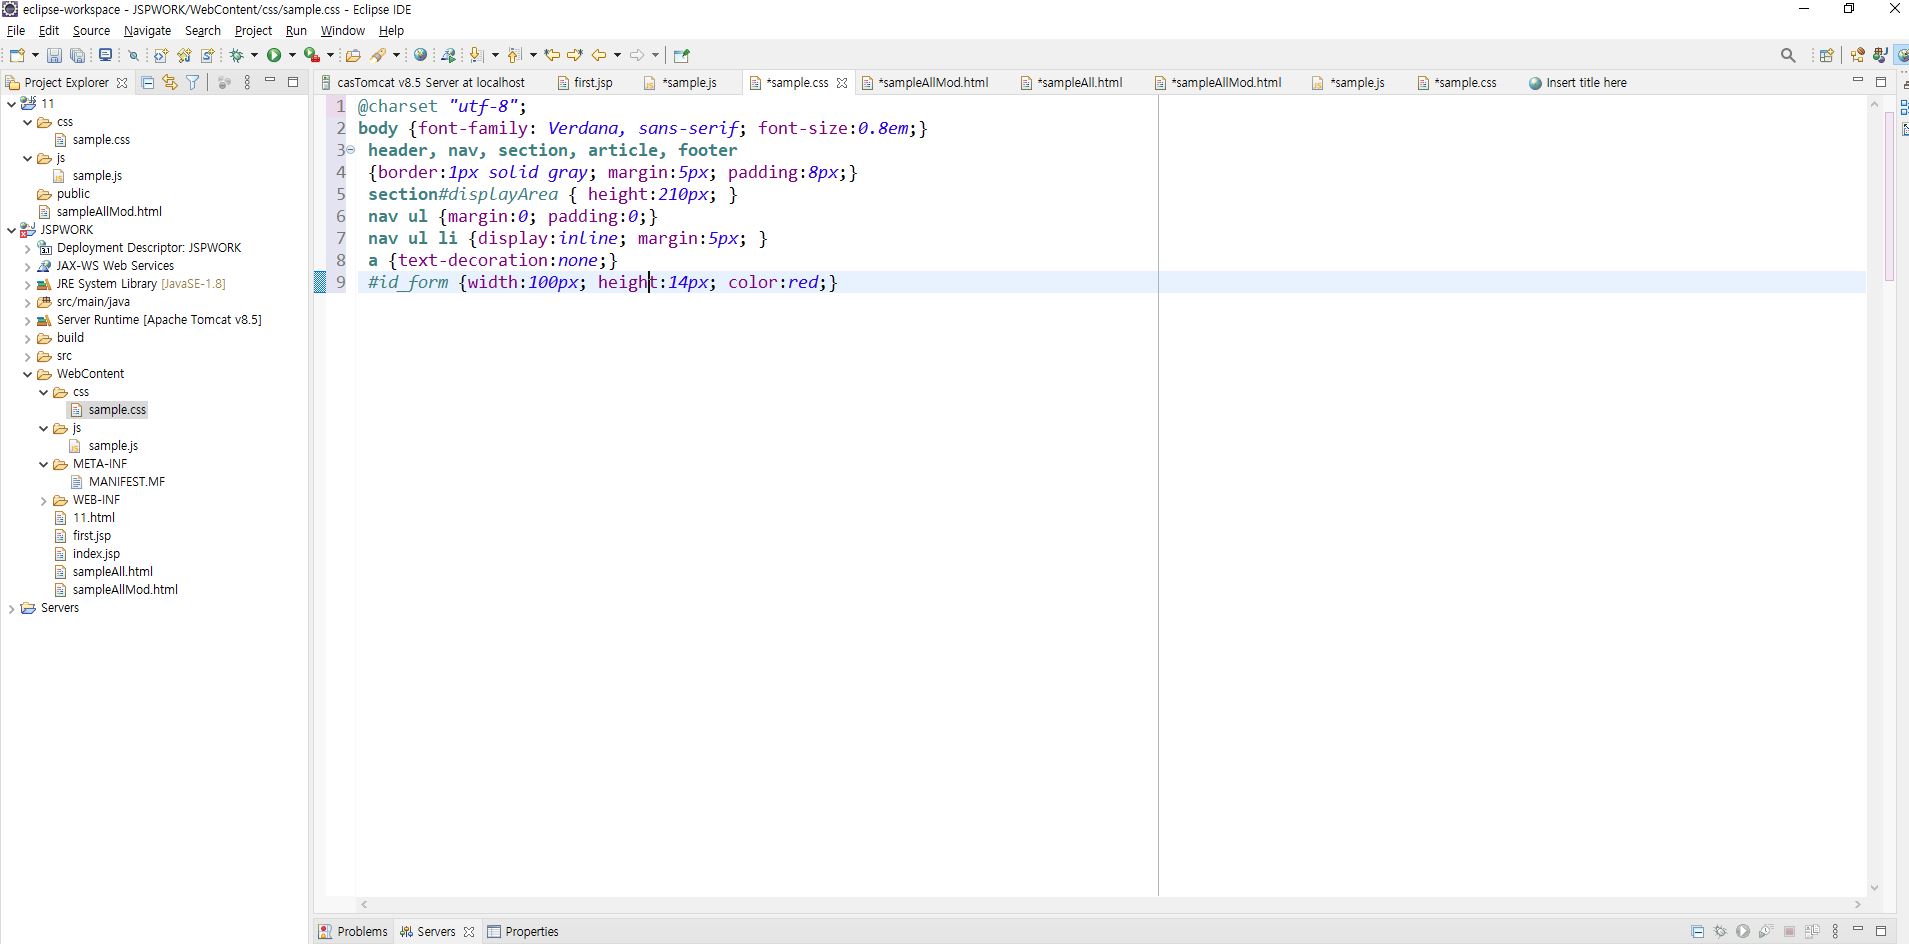 eclipse-workspace - JSPWORK/WebContent/css/sample.css - Eclipse IDE
File Edit Source Navigate Search Project Run Window Help
Project Explorer
casTomcat v8.5 Server at localhost first.jsp *sample.js *sample.css *sampleAllMod.html *sampleAll.html *sampleAllMod.html *sample.js *sample.css Insert title here
11
css
sample.css
js
sample.js
public
sampleAllMod.html
JSPWORK
Deployment Descriptor: JSPWORK
JAX-WS Web Services
JRE System Library [JavaSE-1.8]
src/main/java
Server Runtime [Apache Tomcat v8.5]
build
src
WebContent
css
sample.css
js
sample.js
META-INF
MANIFEST.MF
WEB-INF
11.html
first.jsp
index.jsp
sampleAll.html
sampleAllMod.html
Servers
1 @charset "utf-8";
2 body {font-family: Verdana, sans-serif; font-size:0.8em;}
3 header, nav, section, article, footer
4 {border:1px solid gray; margin:5px; padding:8px;}
5 section#displayArea { height:210px; }
6 nav ul {margin:0; padding:0;}
7 nav ul li {display:inline; margin:5px; }
8 a {text-decoration:none;}
9 #id_form {width:100px; height:14px; color:red;}
Problems Servers Properties